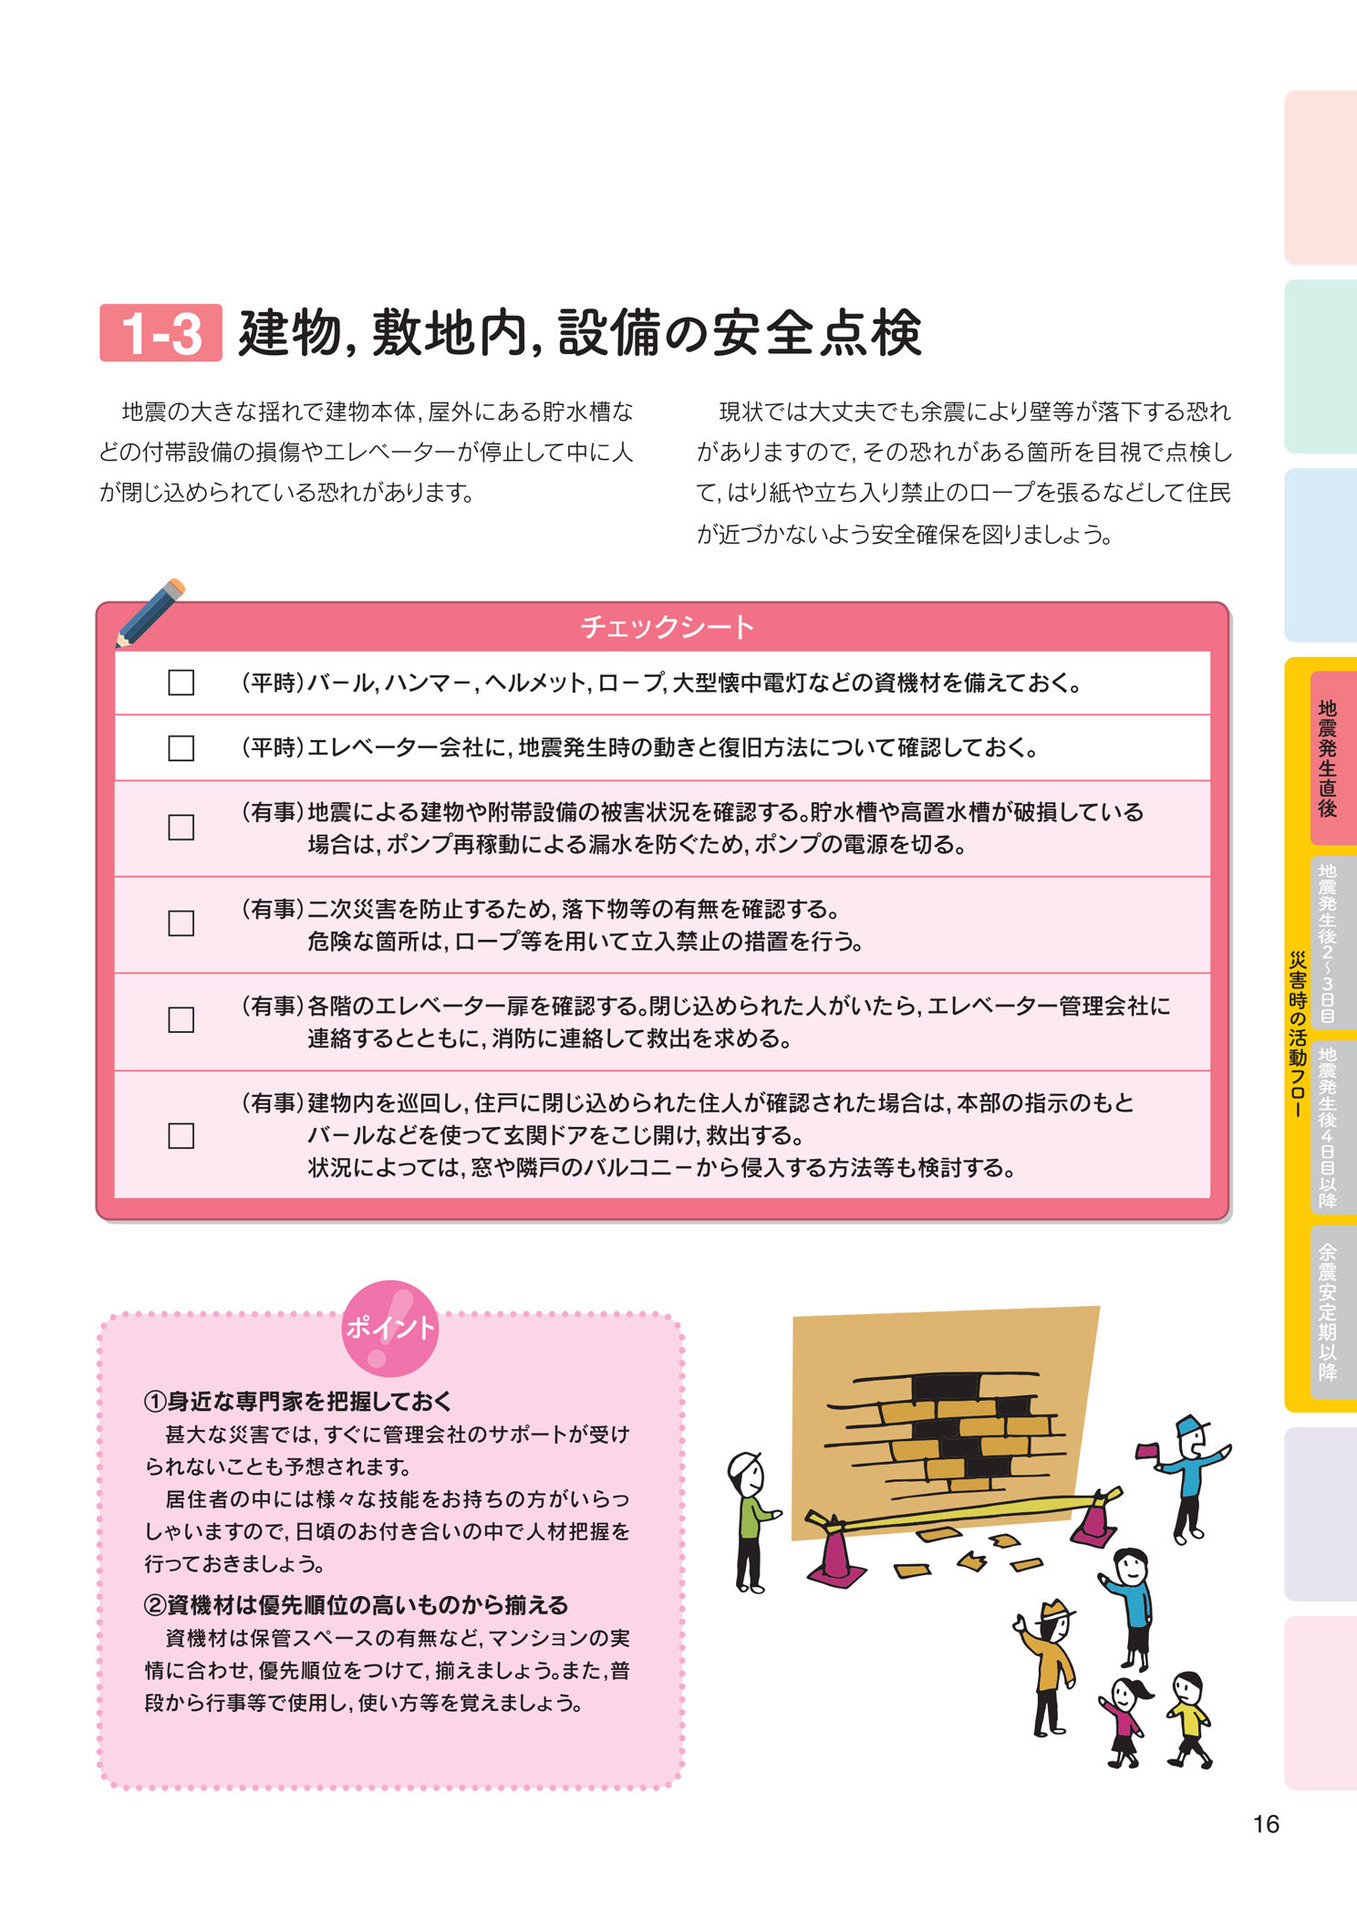 1-3 建物，敷地内，設備の安全点検
地震の大きな揺れで建物本体，屋外にある貯水槽な
どの付帯設備の損傷やエレベーターが停止して中に人
が閉じ込められている恐れがあります。
現状では大丈夫でも余震により壁等が落下する恐れ
がありますので，その恐れがある箇所を目視で点検し
て，はり紙や立ち入り禁止のロープを張るなどして住民
が近づかないよう安全確保を図りましょう。
チェックシート
□ （平時）バール，ハンマー，ヘルメット，ロープ，大型懐中電灯などの資機材を備えておく。
□ （平時）エレベーター会社に，地震発生時の動きと復旧方法について確認しておく。
□ （有事）地震による建物や附帯設備の被害状況を確認する。貯水槽や高置水槽が破損している
場合は，ポンプ再稼動による漏水を防ぐため，ポンプの電源を切る。
□ （有事）二次災害を防止するため，落下物等の有無を確認する。
危険な箇所は，ロープ等を用いて立入禁止の措置を行う。
□ （有事）各階のエレベーター扉を確認する。閉じ込められた人がいたら，エレベーター管理会社に
連絡するとともに，消防に連絡して救出を求める。
□ （有事）建物内を巡回し，住戸に閉じ込められた住人が確認された場合は，本部の指示のもと
バールなどを使って玄関ドアをこじ開け，救出する。
状況によっては，窓や隣戸のバルコニーから侵入する方法等も検討する。
ポイント
①身近な専門家を把握しておく
甚大な災害では，すぐに管理会社のサポートが受け
られないことも予想されます。
居住者の中には様々な技能をお持ちの方がいらっ
しゃいますので，日頃のお付き合いの中で人材把握を
行っておきましょう。
②資機材は優先順位の高いものから揃える
資機材は保管スペースの有無など，マンションの実
情に合わせ，優先順位をつけて，揃えましょう。また，普
段から行事等で使用し，使い方等を覚えましょう。
災害時の活動フロー
地震発生直後
地震発生後2～3日目
地震発生後4日目以降
余震安定期以降
16